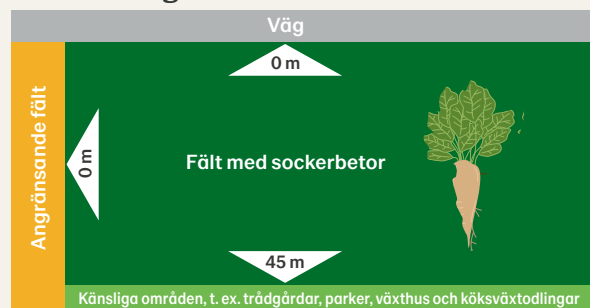 Väg
0 m
Angränsande fält
0 m
Fält med sockerbetor
45 m
Känsliga områden, t. ex. trädgårdar, parker, växthus och köksväxtodlingar